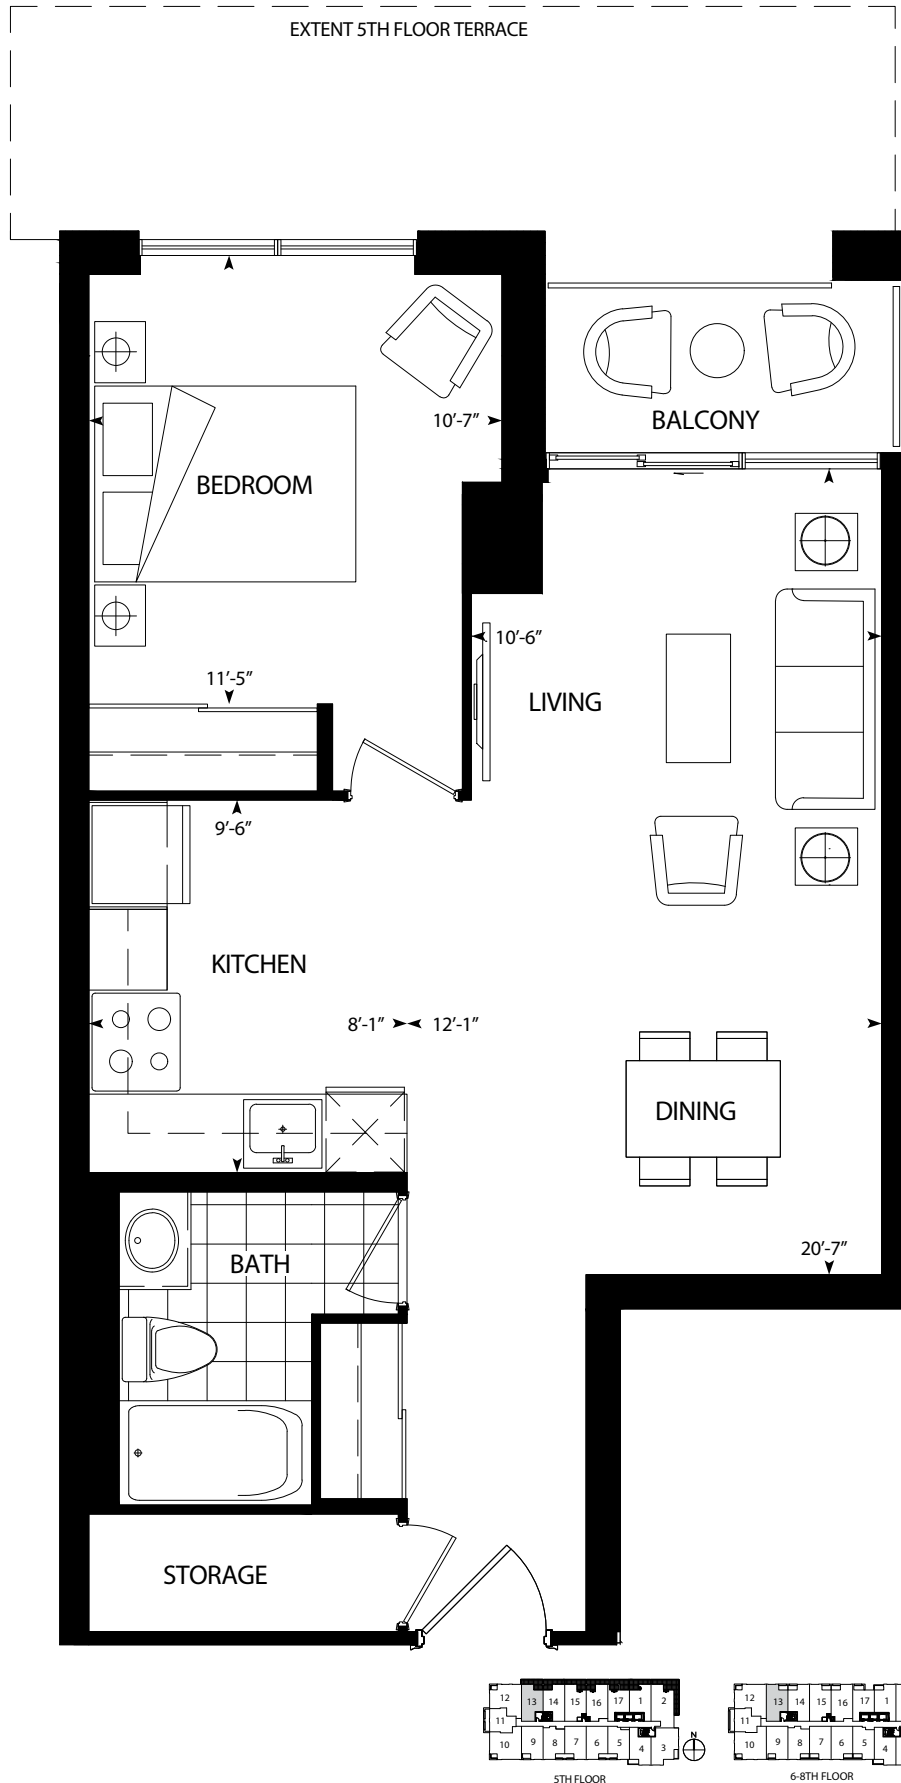 EXTENT 5TH FLOOR TERRACE
BALCONY
10'-7"
BEDROOM
10'-6"
11'-5"
LIVING
9'-6"
KITCHEN
8'-1" 12'-1"
DINING
20'-7"
BATH
STORAGE
12 13 14 15 16 17 1 2
11
10 9 8 7 6 5 4 3
N
5TH FLOOR
12 13 14 15 16 17 1
11
10 9 8 7 6 5 4
6-8TH FLOOR